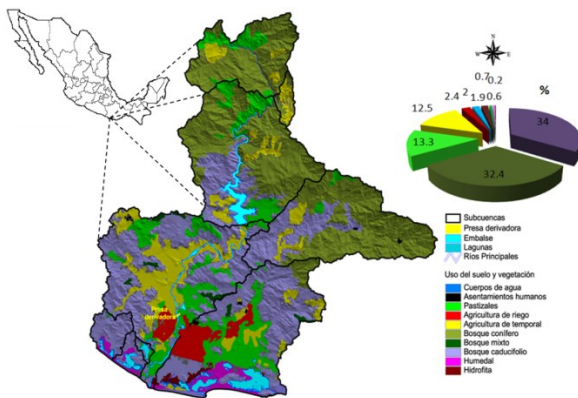 N
W
E
S
%
0.7
0.2
2
1.9
0.6
2.4
12.5
13.3
34
32.4
Subcuencas
Presa derivadora
Embalse
Lagunas
Ríos Principales
Uso del suelo y vegetación
Cuerpos de agua
Asentamientos humanos
Pastizales
Agricultura de riego
Agricultura de temporal
Bosque conífero
Bosque mixto
Bosque caducifolio
Humedal
Hidrofita
Presa
derivadora